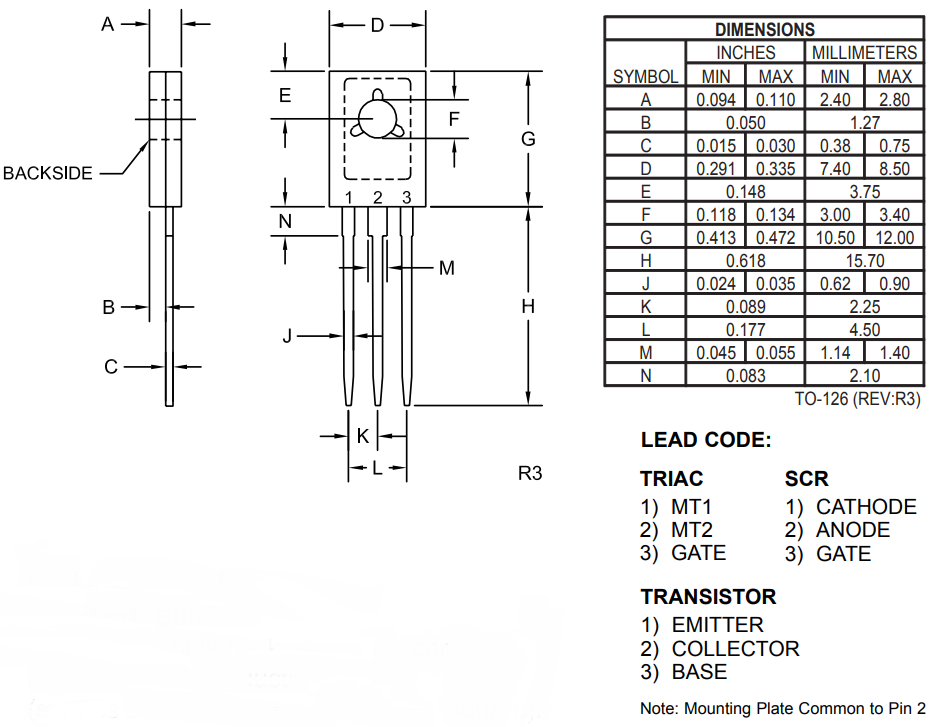 A
D
E
F
G
BACKSIDE
1 2 3
N
M
B
H
J
C
K
L
R3
DIMENSIONS
INCHES MILLIMETERS
SYMBOL MIN MAX MIN MAX
A 0.094 0.110 2.40 2.80
B 0.050 1.27
C 0.015 0.030 0.38 0.75
D 0.291 0.335 7.40 8.50
E 0.148 3.75
F 0.118 0.134 3.00 3.40
G 0.413 0.472 10.50 12.00
H 0.618 15.70
J 0.024 0.035 0.62 0.90
K 0.089 2.25
L 0.177 4.50
M 0.045 0.055 1.14 1.40
N 0.083 2.10
TO-126 (REV:R3)
LEAD CODE:
TRIAC
1) MT1
2) MT2
3) GATE
SCR
1) CATHODE
2) ANODE
3) GATE
TRANSISTOR
1) EMITTER
2) COLLECTOR
3) BASE
Note: Mounting Plate Common to Pin 2